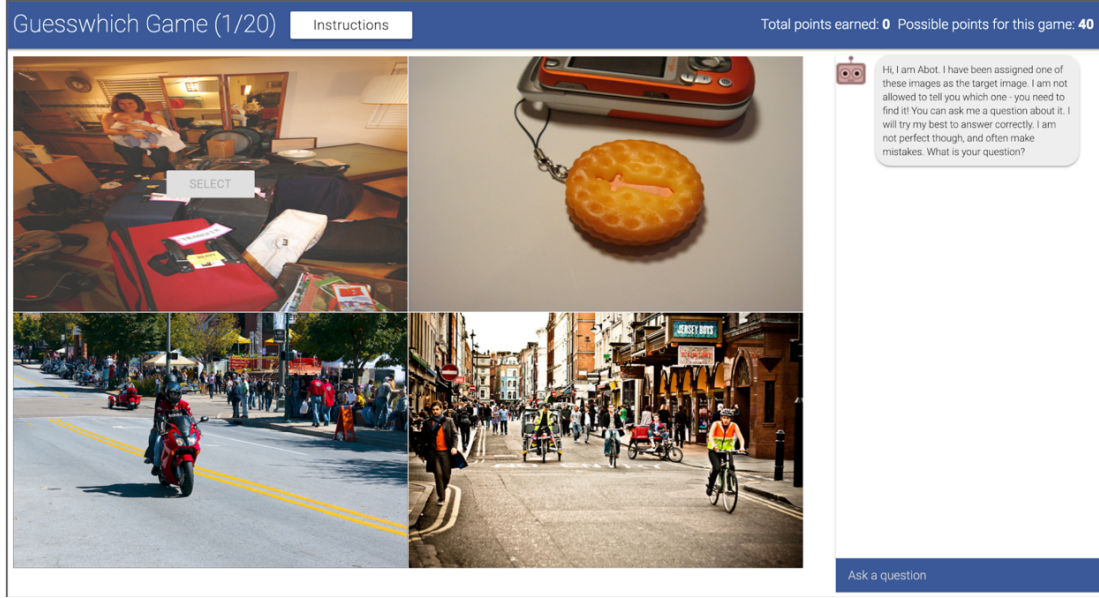 Guesswhich Game (1/20)
Instructions
Total points earned: 0 Possible points for this game: 40
SELECT
TRANSFER
READY
JERSEY BOYS
Hi, I am Abot. I have been assigned one of
these images as the target image. I am not
allowed to tell you which one - you need to
find it! You can ask me a question about it. I
will try my best to answer correctly. I am
not perfect though, and often make
mistakes. What is your question?
Ask a question